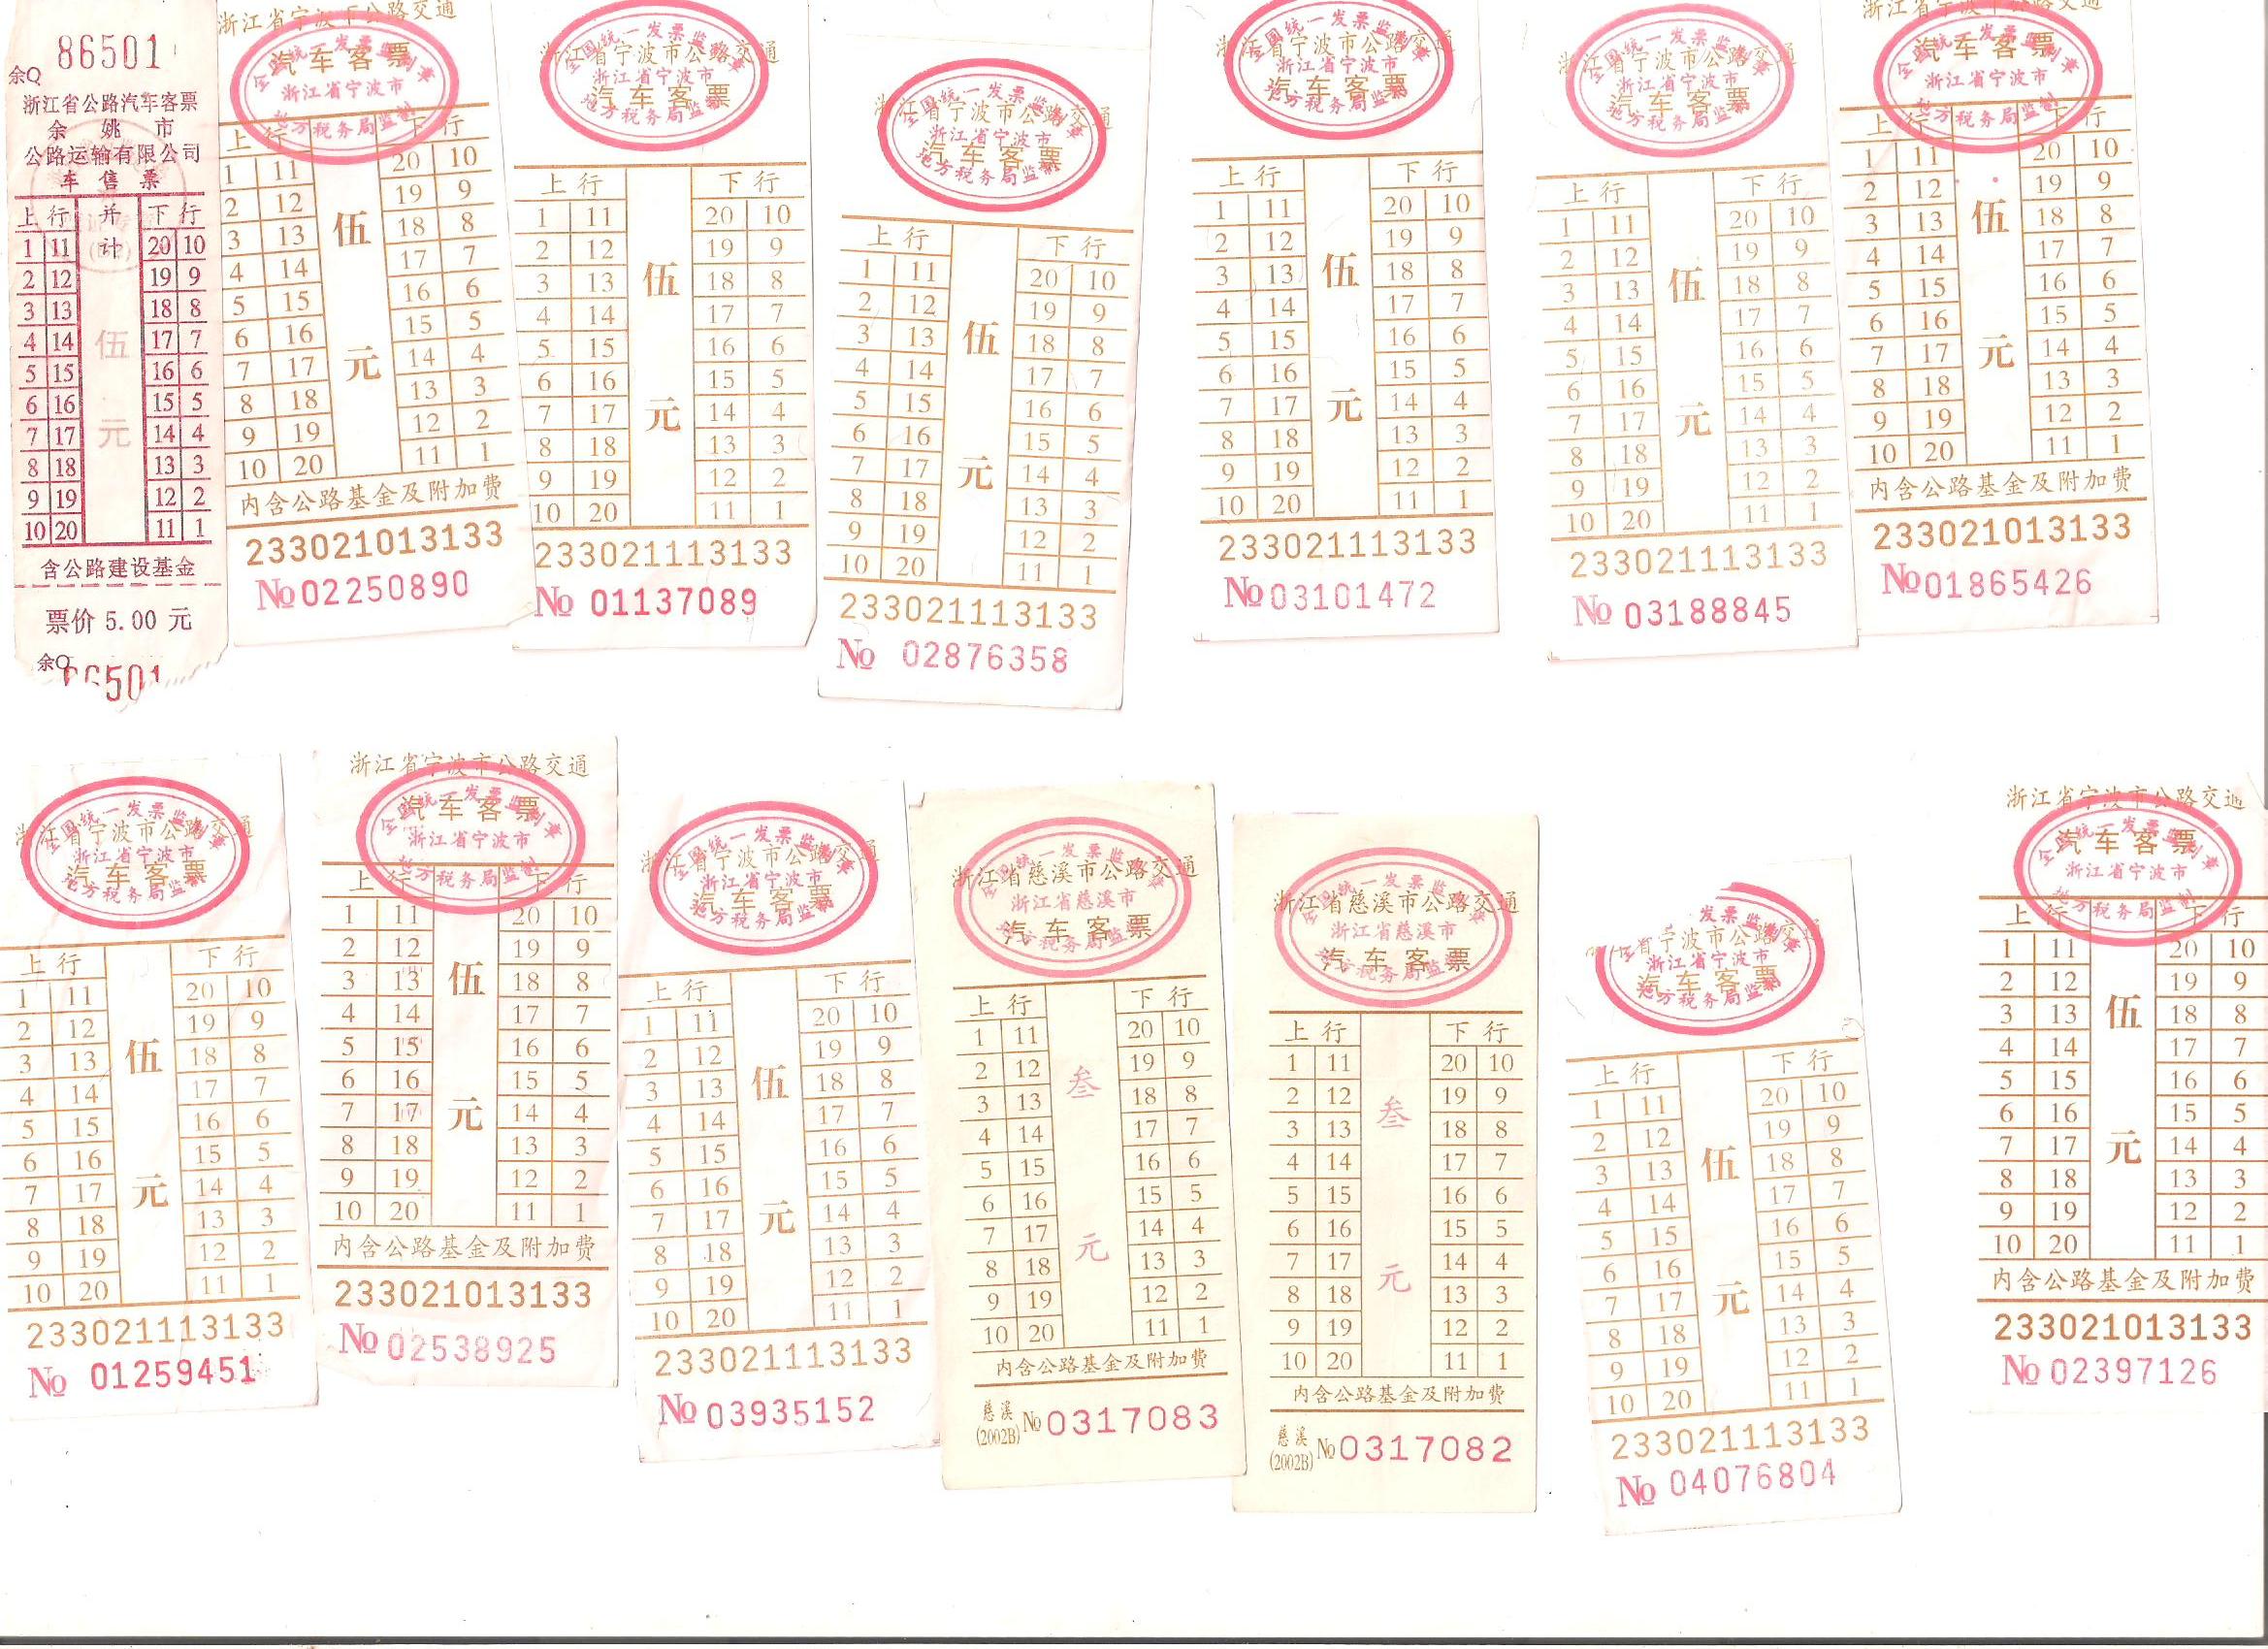 余Q 86501
浙江省公路汽车客票
余姚市
公路运输有限公司
车售票
上行 并计 下行
1 11 20 10
2 12 19 9
3 13 18 8
4 14 伍 17 7
5 15 16 6
6 16 15 5
7 17 元 14 4
8 18 13 3
9 19 12 2
10 20 11 1
含公路建设基金
票价 5.00 元
余Q 86501
浙江省宁波市公路交通
汽车客票
全国统一发票监制章
浙江省宁波市
地方税务局监制
上行 下行
1 11 20 10
2 12 19 9
3 13 伍 18 8
4 14 17 7
5 15 16 6
6 16 15 5
7 17 元 14 4
8 18 13 3
9 19 12 2
10 20 11 1
内含公路基金及附加费
233021013133
No 02250890
全国统一发票监制章
浙江省宁波市公路交通
浙江省宁波市
汽车客票
地方税务局监制
上行 下行
1 11 20 10
2 12 19 9
3 13 伍 18 8
4 14 17 7
5 15 16 6
6 16 15 5
7 17 元 14 4
8 18 13 3
9 19 12 2
10 20 11 1
233021113133
No 01137089
全国统一发票监制章
浙江省宁波市公路交通
浙江省宁波市
汽车客票
地方税务局监制
上行 下行
1 11 20 10
2 12 19 9
3 13 伍 18 8
4 14 17 7
5 15 16 6
6 16 15 5
7 17 元 14 4
8 18 13 3
9 19 12 2
10 20 11 1
233021113133
No 02876358
全国统一发票监制章
浙江省宁波市公路交通
浙江省宁波市
汽车客票
地方税务局监制
上行 下行
1 11 20 10
2 12 19 9
3 13 伍 18 8
4 14 17 7
5 15 16 6
6 16 15 5
7 17 元 14 4
8 18 13 3
9 19 12 2
10 20 11 1
233021113133
No 03101472
全国统一发票监制章
浙江省宁波市公路交通
浙江省宁波市
汽车客票
地方税务局监制
上行 下行
1 11 20 10
2 12 19 9
3 13 伍 18 8
4 14 17 7
5 15 16 6
6 16 15 5
7 17 元 14 4
8 18 13 3
9 19 12 2
10 20 11 1
233021113133
No 03188845
浙江省宁波市公路交通
全国统一发票监制章
汽车客票
浙江省宁波市
地方税务局监制
上行 下行
1 11 20 10
2 12 19 9
3 13 伍 18 8
4 14 17 7
5 15 16 6
6 16 15 5
7 17 元 14 4
8 18 13 3
9 19 12 2
10 20 11 1
内含公路基金及附加费
233021013133
No 01865426
全国统一发票监制章
浙江省宁波市公路交通
浙江省宁波市
汽车客票
地方税务局监制
上行 下行
1 11 20 10
2 12 19 9
3 13 伍 18 8
4 14 17 7
5 15 16 6
6 16 15 5
7 17 元 14 4
8 18 13 3
9 19 12 2
10 20 11 1
233021113133
No 01259451
浙江省宁波市公路交通
全国统一发票监制章
汽车客票
浙江省宁波市
地方税务局监制
上行 下行
1 11 20 10
2 12 19 9
3 13 伍 18 8
4 14 17 7
5 15 16 6
6 16 15 5
7 17 元 14 4
8 18 13 3
9 19 12 2
10 20 11 1
内含公路基金及附加费
233021013133
No 02538925
全国统一发票监制章
浙江省宁波市公路交通
浙江省宁波市
汽车客票
地方税务局监制
上行 下行
1 11 20 10
2 12 19 9
3 13 伍 18 8
4 14 17 7
5 15 16 6
6 16 15 5
7 17 元 14 4
8 18 13 3
9 19 12 2
10 20 11 1
233021113133
No 03935152
全国统一发票监制章
浙江省慈溪市公路交通
浙江省慈溪市
汽车客票
地方税务局监制
上行 下行
1 11 20 10
2 12 叁 19 9
3 13 18 8
4 14 17 7
5 15 16 6
6 16 15 5
7 17 元 14 4
8 18 13 3
9 19 12 2
10 20 11 1
内含公路基金及附加费
慈溪
(2002B) No 0317083
全国统一发票监制章
浙江省慈溪市公路交通
浙江省慈溪市
汽车客票
地方税务局监制
上行 下行
1 11 20 10
2 12 叁 19 9
3 13 18 8
4 14 17 7
5 15 16 6
6 16 15 5
7 17 元 14 4
8 18 13 3
9 19 12 2
10 20 11 1
内含公路基金及附加费
慈溪
(2002B) No 0317082
发票监制章
省宁波市公路交通
浙江省宁波市
汽车客票
地方税务局监制
上行 下行
1 11 20 10
2 12 19 9
3 13 伍 18 8
4 14 17 7
5 15 16 6
6 16 15 5
7 17 元 14 4
8 18 13 3
9 19 12 2
10 20 11 1
233021113133
No 04076804
浙江省宁波市公路交通
全国统一发票监制章
汽车客票
浙江省宁波市
地方税务局监制
上行 下行
1 11 20 10
2 12 19 9
3 13 伍 18 8
4 14 17 7
5 15 16 6
6 16 15 5
7 17 元 14 4
8 18 13 3
9 19 12 2
10 20 11 1
内含公路基金及附加费
233021013133
No 02397126